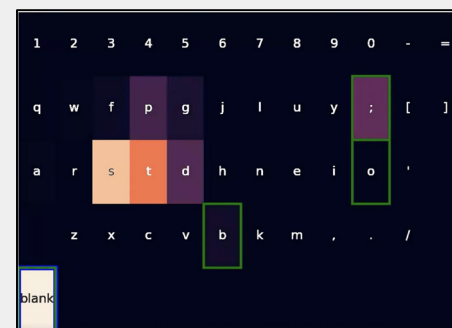 1 2 3 4 5 6 7 8 9 0 - =
q w f p g j l u y ; [ ]
a r s t d h n e i o '
z x c v b k m , . /
blank